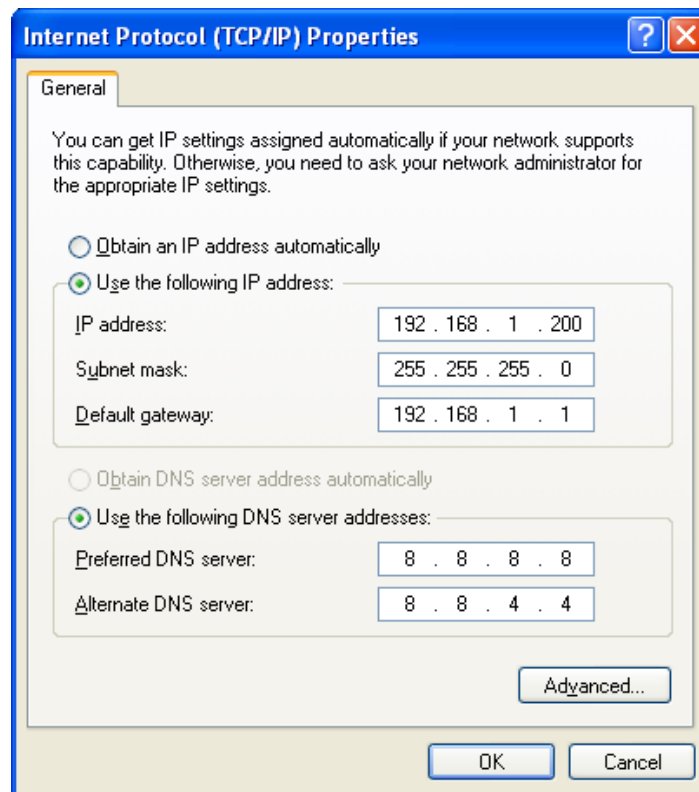 Internet Protocol (TCP/IP) Properties
General
You can get IP settings assigned automatically if your network supports
this capability. Otherwise, you need to ask your network administrator for
the appropriate IP settings.
Obtain an IP address automatically
Use the following IP address:
IP address: 192 . 168 . 1 . 200
Subnet mask: 255 . 255 . 255 . 0
Default gateway: 192 . 168 . 1 . 1
Obtain DNS server address automatically
Use the following DNS server addresses:
Preferred DNS server: 8 . 8 . 8 . 8
Alternate DNS server: 8 . 8 . 4 . 4
Advanced...
OK Cancel